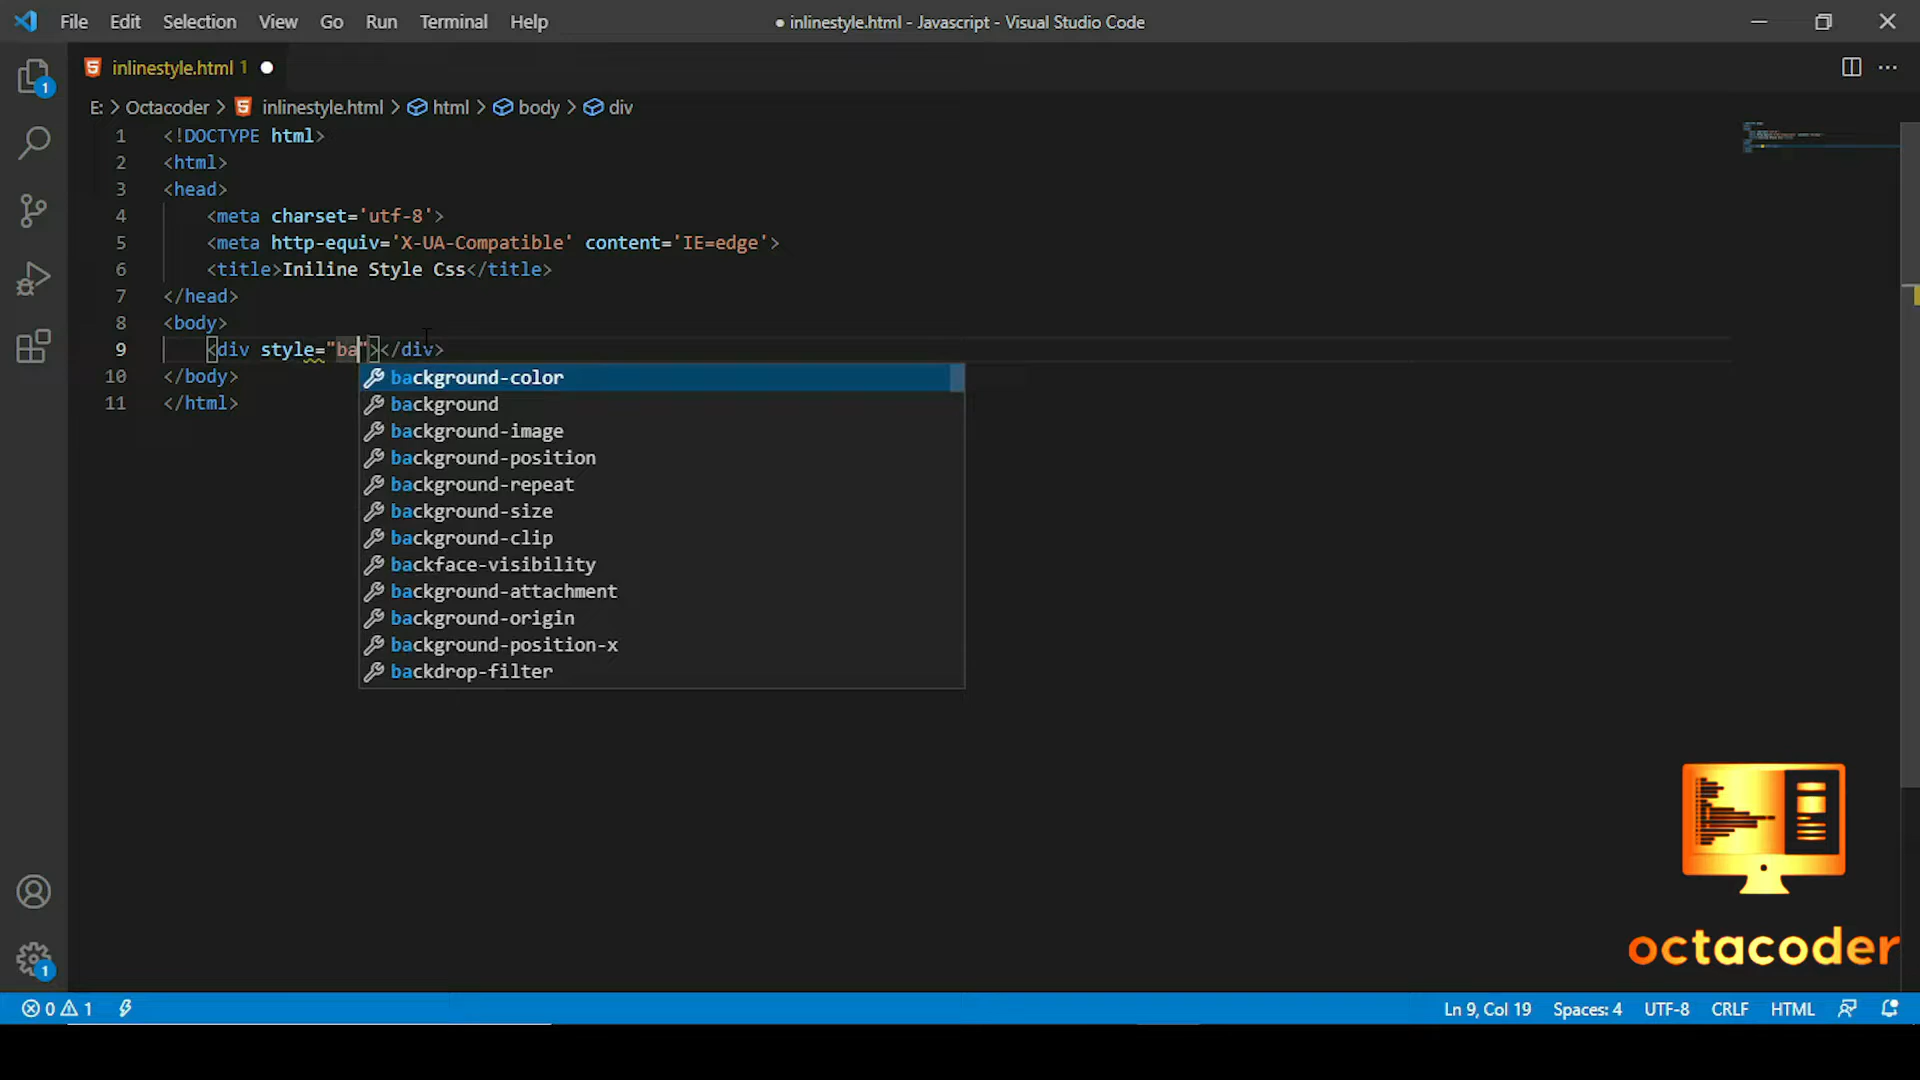 File Edit Selection View Go Run Terminal Help
● inlinestyle.html - Javascript - Visual Studio Code
inlinestyle.html 1 ●
1
E: > Octacoder > inlinestyle.html > html > body > div
1 <!DOCTYPE html>
2 <html>
3 <head>
4 <meta charset='utf-8'>
5 <meta http-equiv='X-UA-Compatible' content='IE=edge'>
6 <title>Iniline Style Css</title>
7 </head>
8 <body>
9 <div style="ba"></div>
10 </body>
11 </html>
background-color
background
background-image
background-position
background-repeat
background-size
background-clip
backface-visibility
background-attachment
background-origin
background-position-x
backdrop-filter
octacoder
1
0 1
Ln 9, Col 19 Spaces: 4 UTF-8 CRLF HTML